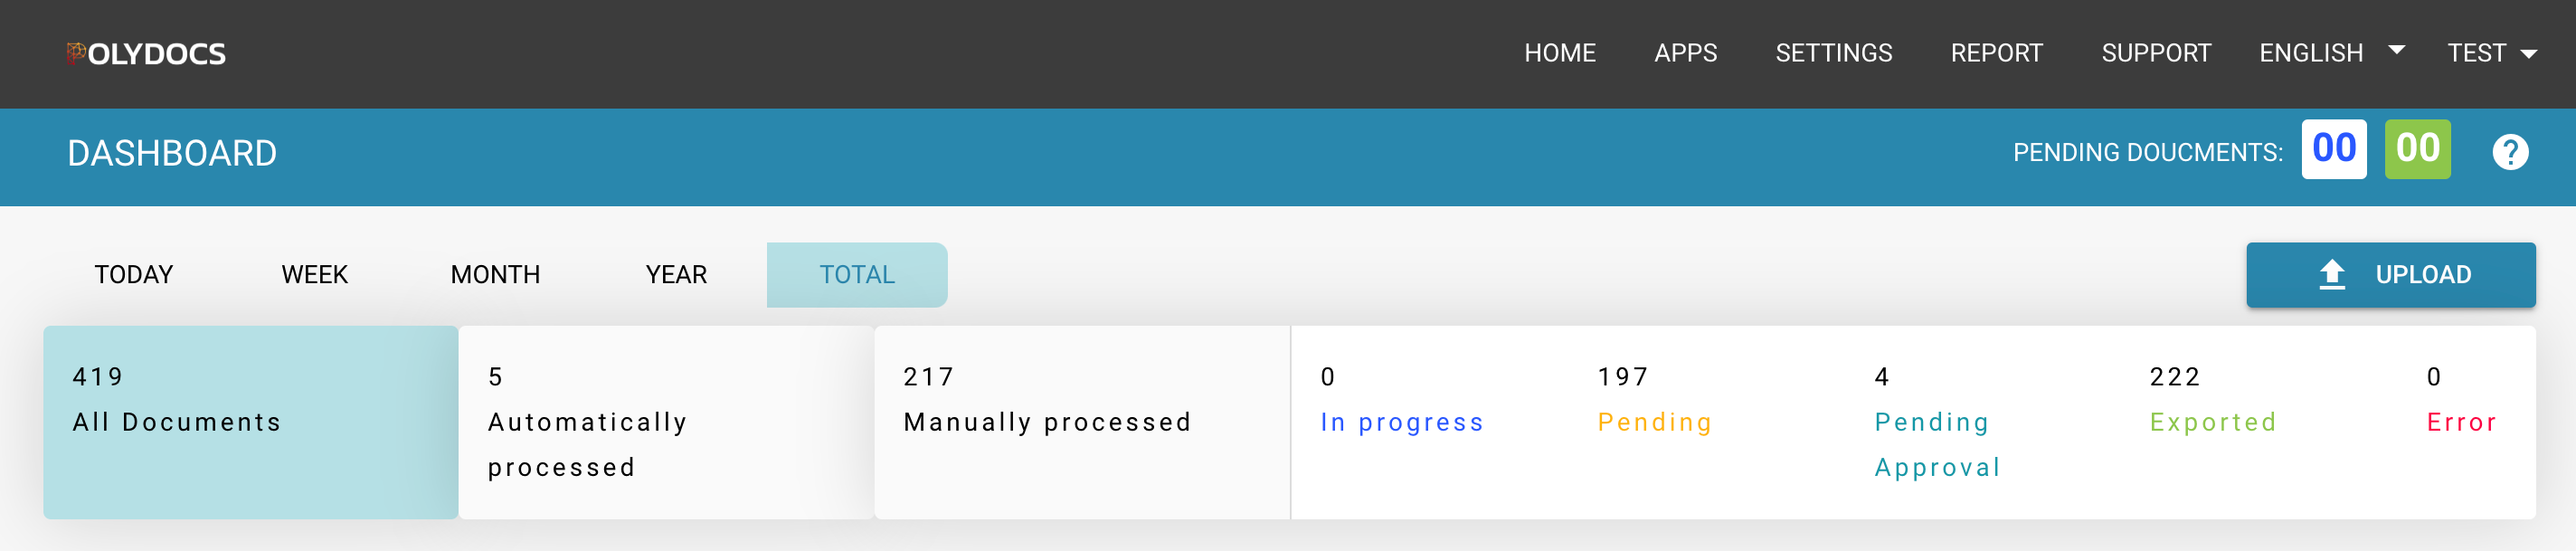 POLYDOCS
HOME APPS SETTINGS REPORT SUPPORT ENGLISH TEST
DASHBOARD
PENDING DOUCMENTS: 00 00 ?
TODAY WEEK MONTH YEAR TOTAL
UPLOAD
419
All Documents
5
Automatically
processed
217
Manually processed
0
In progress
197
Pending
4
Pending
Approval
222
Exported
0
Error